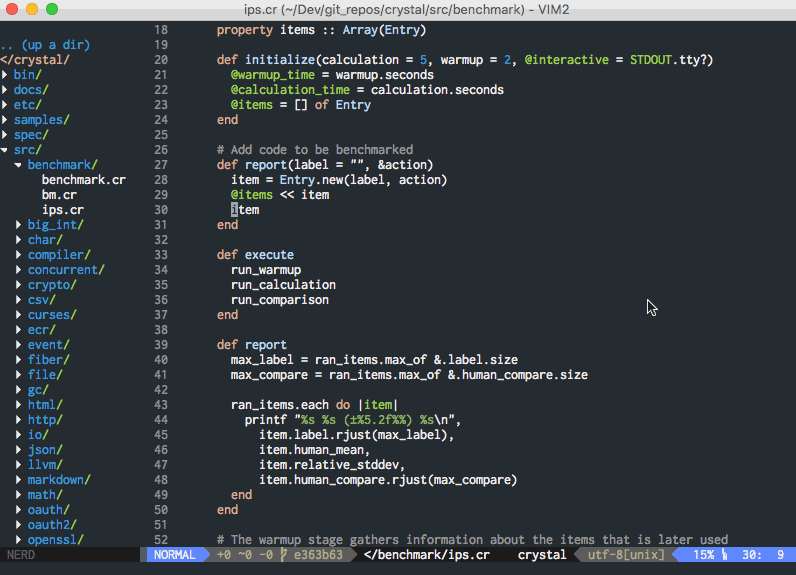 ips.cr (~/Dev/git_repos/crystal/src/benchmark) - VIM2
.. (up a dir)
</crystal/
bin/
docs/
etc/
samples/
spec/
src/
benchmark/
benchmark.cr
bm.cr
ips.cr
big_int/
char/
compiler/
concurrent/
crypto/
csv/
curses/
ecr/
event/
fiber/
file/
gc/
html/
http/
io/
json/
llvm/
markdown/
math/
oauth/
oauth2/
openssl/
18 property items :: Array(Entry)
19
20 def initialize(calculation = 5, warmup = 2, @interactive = STDOUT.tty?)
21 @warmup_time = warmup.seconds
22 @calculation_time = calculation.seconds
23 @items = [] of Entry
24 end
25
26 # Add code to be benchmarked
27 def report(label = "", &action)
28 item = Entry.new(label, action)
29 @items << item
30 item
31 end
32
33 def execute
34 run_warmup
35 run_calculation
36 run_comparison
37 end
38
39 def report
40 max_label = ran_items.max_of &.label.size
41 max_compare = ran_items.max_of &.human_compare.size
42
43 ran_items.each do |item|
44 printf "%s %s (±%5.2f%%) %s\n",
45 item.label.rjust(max_label),
46 item.human_mean,
47 item.relative_stddev,
48 item.human_compare.rjust(max_compare)
49 end
50 end
51
52 # The warmup stage gathers information about the items that is later used
NERD NORMAL +0 ~0 -0 e363b63 </benchmark/ips.cr crystal utf-8[unix] 15% 30: 9